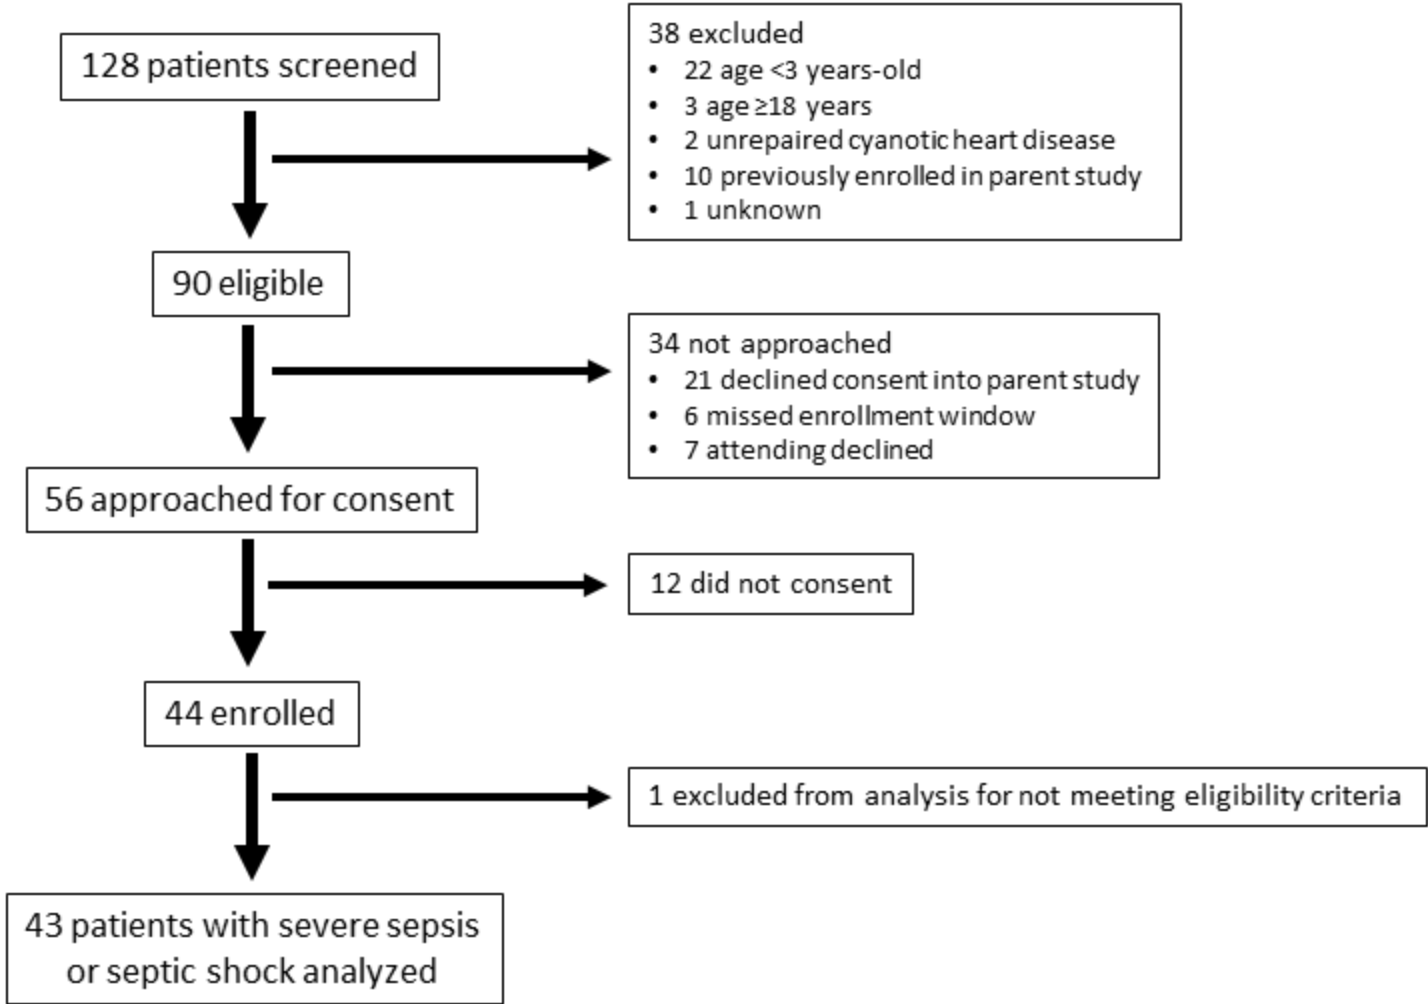 128 patients screened
38 excluded
• 22 age <3 years-old
• 3 age ≥18 years
• 2 unrepaired cyanotic heart disease
• 10 previously enrolled in parent study
• 1 unknown
90 eligible
34 not approached
• 21 declined consent into parent study
• 6 missed enrollment window
• 7 attending declined
56 approached for consent
12 did not consent
44 enrolled
1 excluded from analysis for not meeting eligibility criteria
43 patients with severe sepsis
or septic shock analyzed